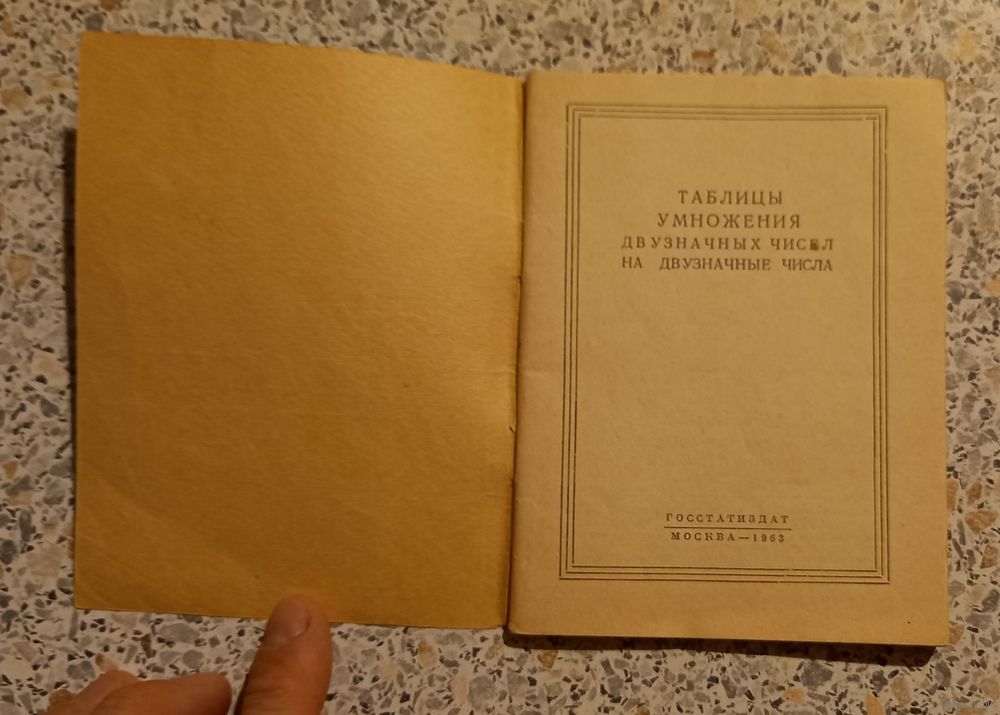 ТАБЛИЦЫ
УМНОЖЕНИЯ
ДВУЗНАЧНЫХ ЧИСЕЛ
НА ДВУЗНАЧНЫЕ ЧИСЛА
ГОССТАТИЗДАТ
МОСКВА—1963